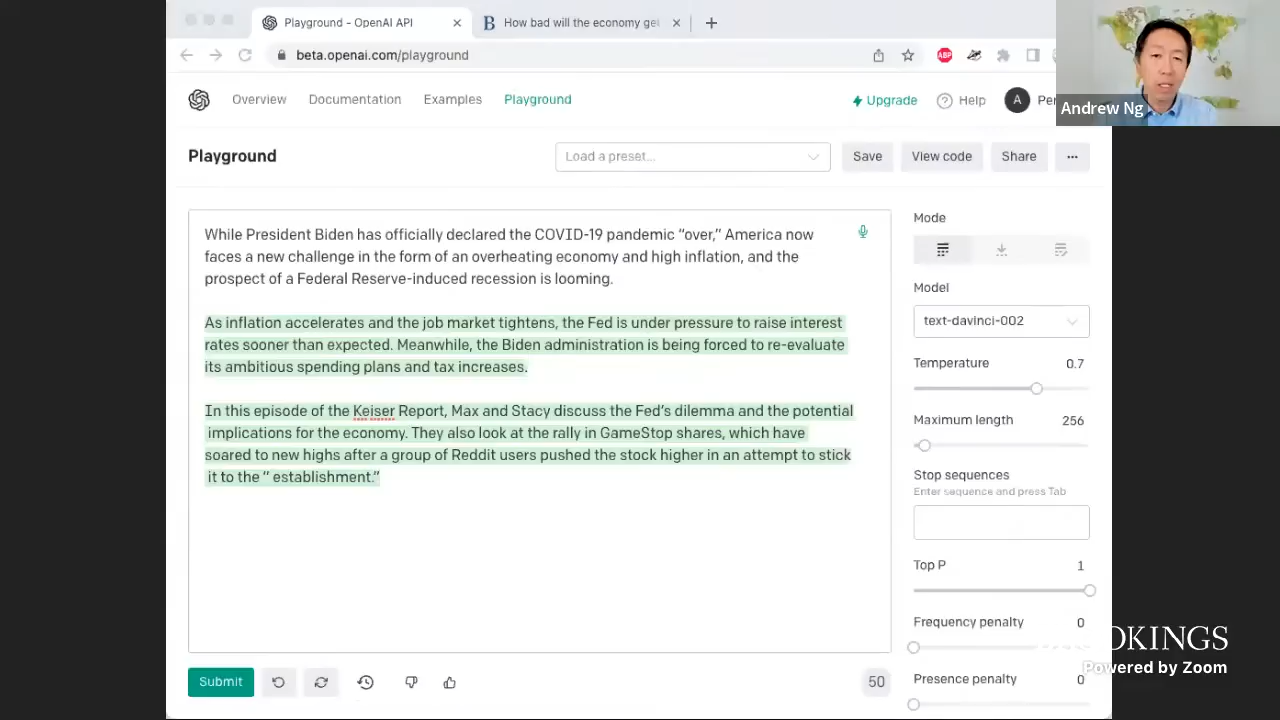 Playground - OpenAI API
How bad will the economy ge
beta.openai.com/playground
ABP
Overview
Documentation
Examples
Playground
Upgrade
Help
A
Per
Andrew Ng
Playground
Load a preset...
Save
View code
Share
...
While President Biden has officially declared the COVID-19 pandemic “over,” America now
faces a new challenge in the form of an overheating economy and high inflation, and the
prospect of a Federal Reserve-induced recession is looming.
As inflation accelerates and the job market tightens, the Fed is under pressure to raise interest
rates sooner than expected. Meanwhile, the Biden administration is being forced to re-evaluate
its ambitious spending plans and tax increases.
In this episode of the Keiser Report, Max and Stacy discuss the Fed’s dilemma and the potential
implications for the economy. They also look at the rally in GameStop shares, which have
soared to new highs after a group of Reddit users pushed the stock higher in an attempt to stick
it to the “ establishment.”
Mode
Model
text-davinci-002
Temperature 0.7
Maximum length 256
Stop sequences
Enter sequence and press Tab
Top P 1
Frequency penalty 0
Presence penalty 0
Submit
50
OKINGS
Powered by Zoom